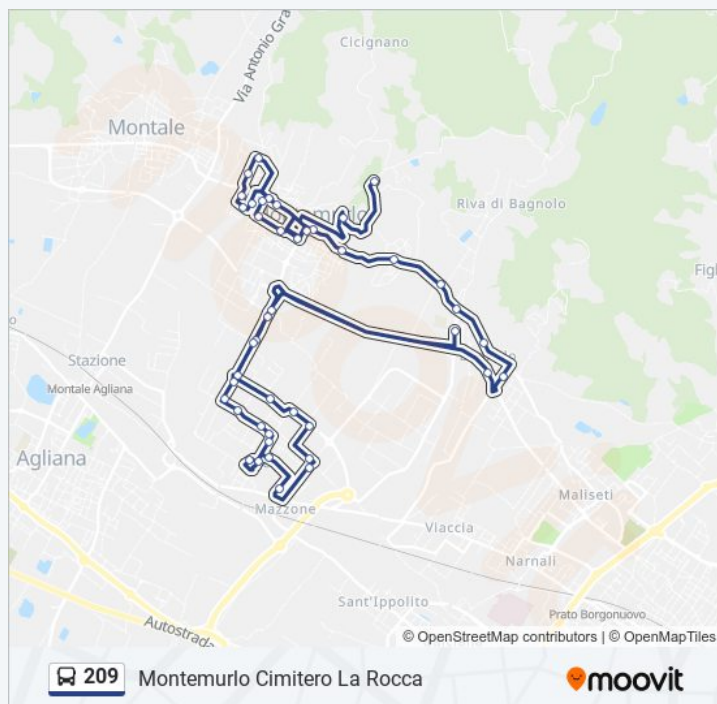 Cicignano
Via Antonio Gra
Montale
Riva di Bagnolo
Figl
Stazione
Montale Agliana
Agliana
Mazzone
Maliseti
Viaccia
Narnali
Sant'Ippolito
Prato Borgonuovo
Autostrada
© OpenStreetMap contributors | © OpenMapTiles
209 Montemurlo Cimitero La Rocca moovit